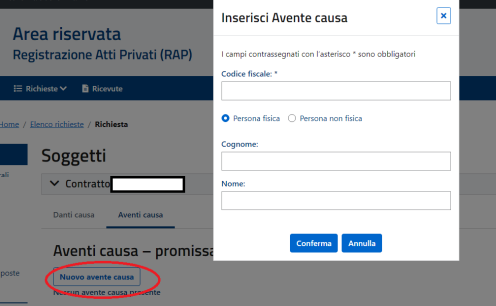 Area riservata
Registrazione Atti Privati (RAP)
Richieste
Ricevute
Home / Elenco richieste / Richiesta
Soggetti
Contratto
Danti causa
Aventi causa
Aventi causa – promissa
Nuovo avente causa
Nessun avente causa presente
poste
Inserisci Avente causa
I campi contrassegnati con l'asterisco * sono obbligatori
Codice fiscale: *
Persona fisica
Persona non fisica
Cognome:
Nome:
Conferma
Annulla